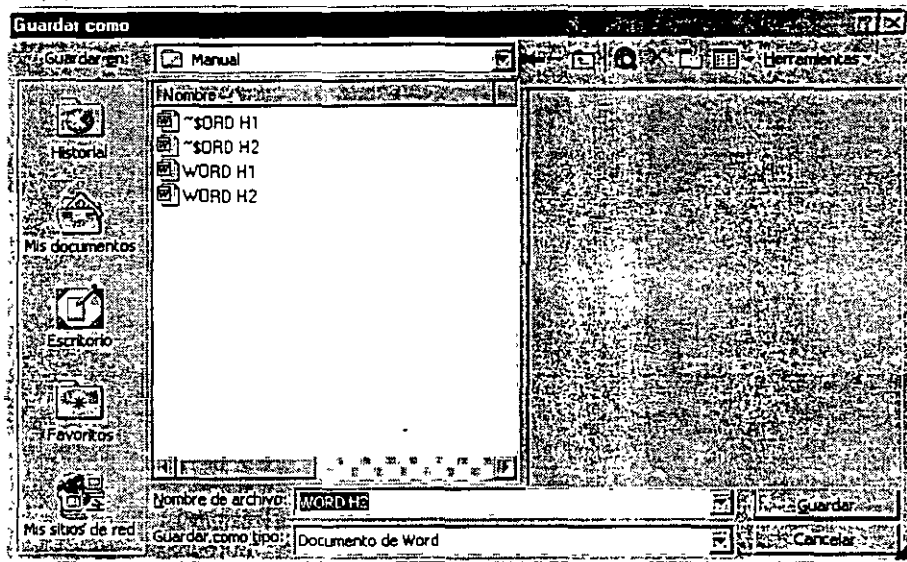 Guardar como
Guardar en: Manual
Herramientas
Nombre
~$ORD H1
~$ORD H2
WORD H1
WORD H2
Historial
Mis documentos
Escritorio
Favoritos
Mis sitios de red
Nombre de archivo: WORD H2
Guardar
Guardar como tipo: Documento de Word
Cancelar